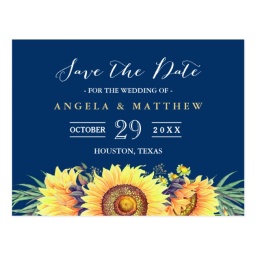 Save the Date
- FOR THE WEDDING OF -
ANGELA & MATTHEW
OCTOBER 29 20XX
HOUSTON, TEXAS